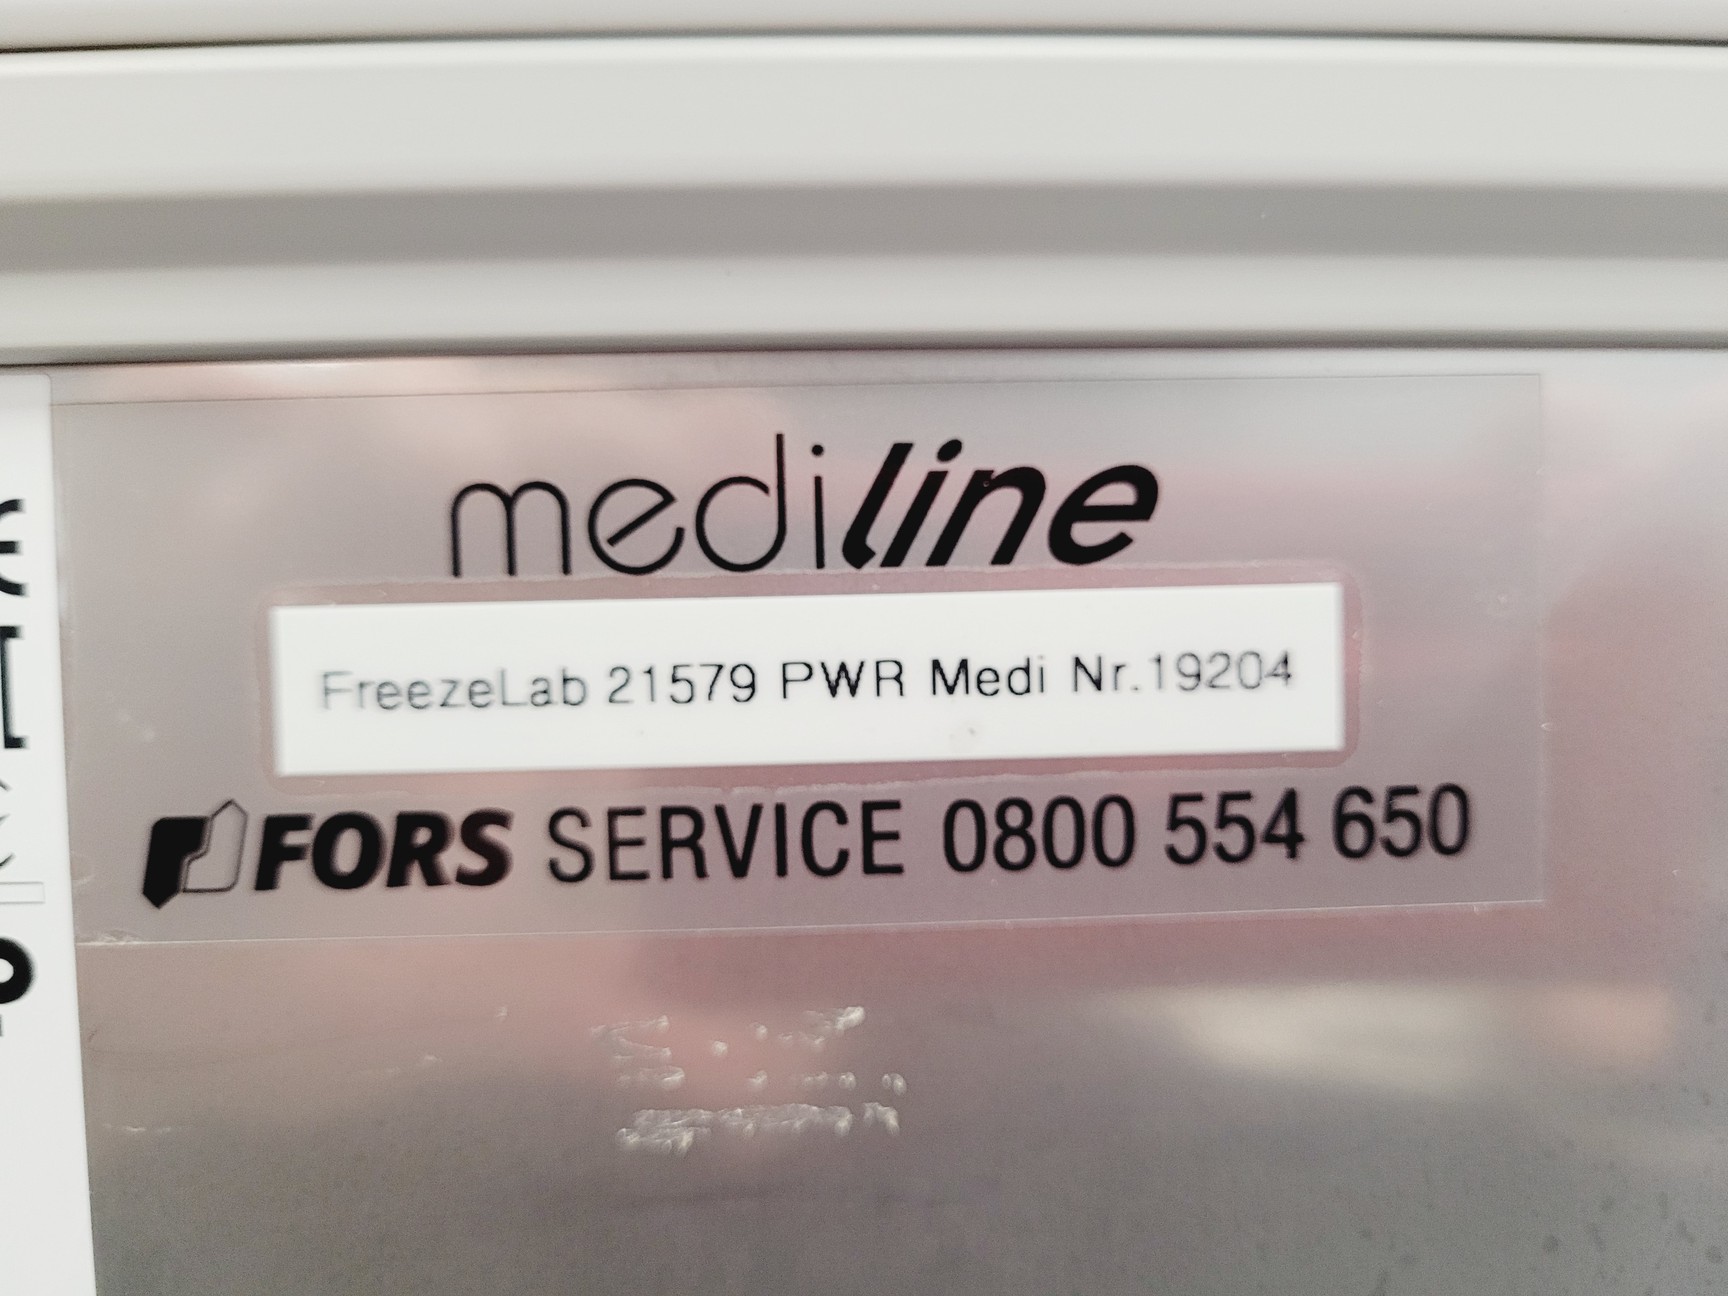 mediline
FreezeLab 21579 PWR Medi Nr.19204
FORS SERVICE 0800 554 650